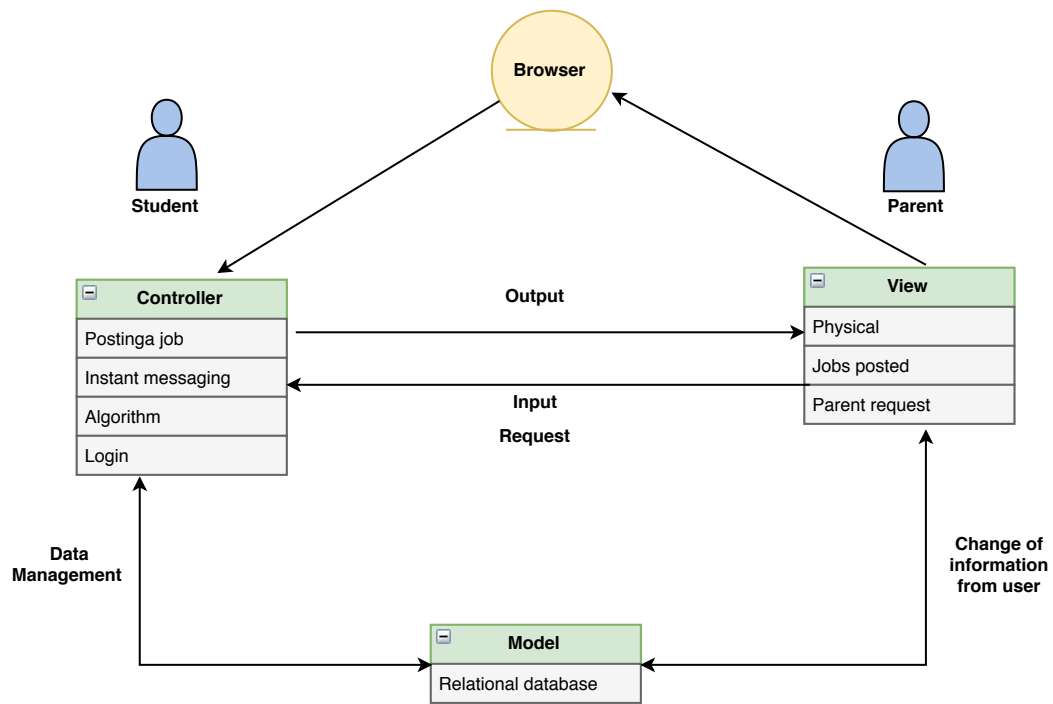 Browser
Student
Parent
Controller
Postinga job
Instant messaging
Algorithm
Login
Output
Input
Request
View
Physical
Jobs posted
Parent request
Data
Management
Change of
information
from user
Model
Relational database